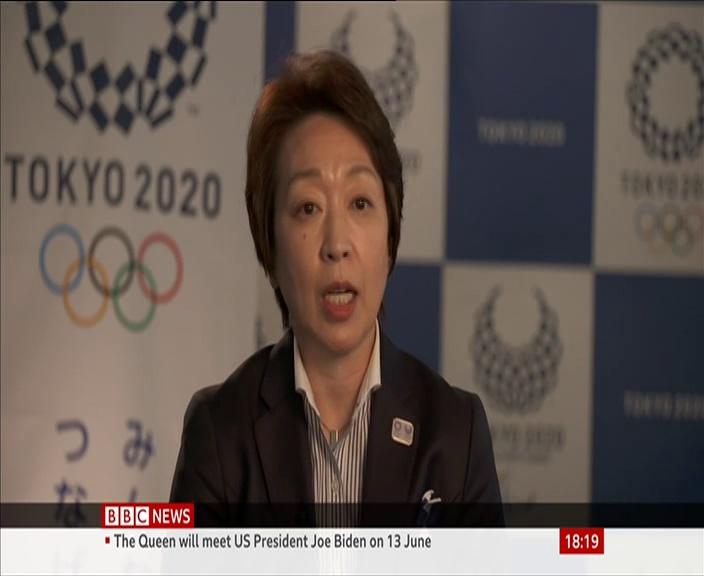 TOKYO 2020
TOKYO 2020
TOKYO 2020
TOKYO 2020
TOKYO 2020
み
つ
な
BBC NEWS
The Queen will meet US President Joe Biden on 13 June
18:19